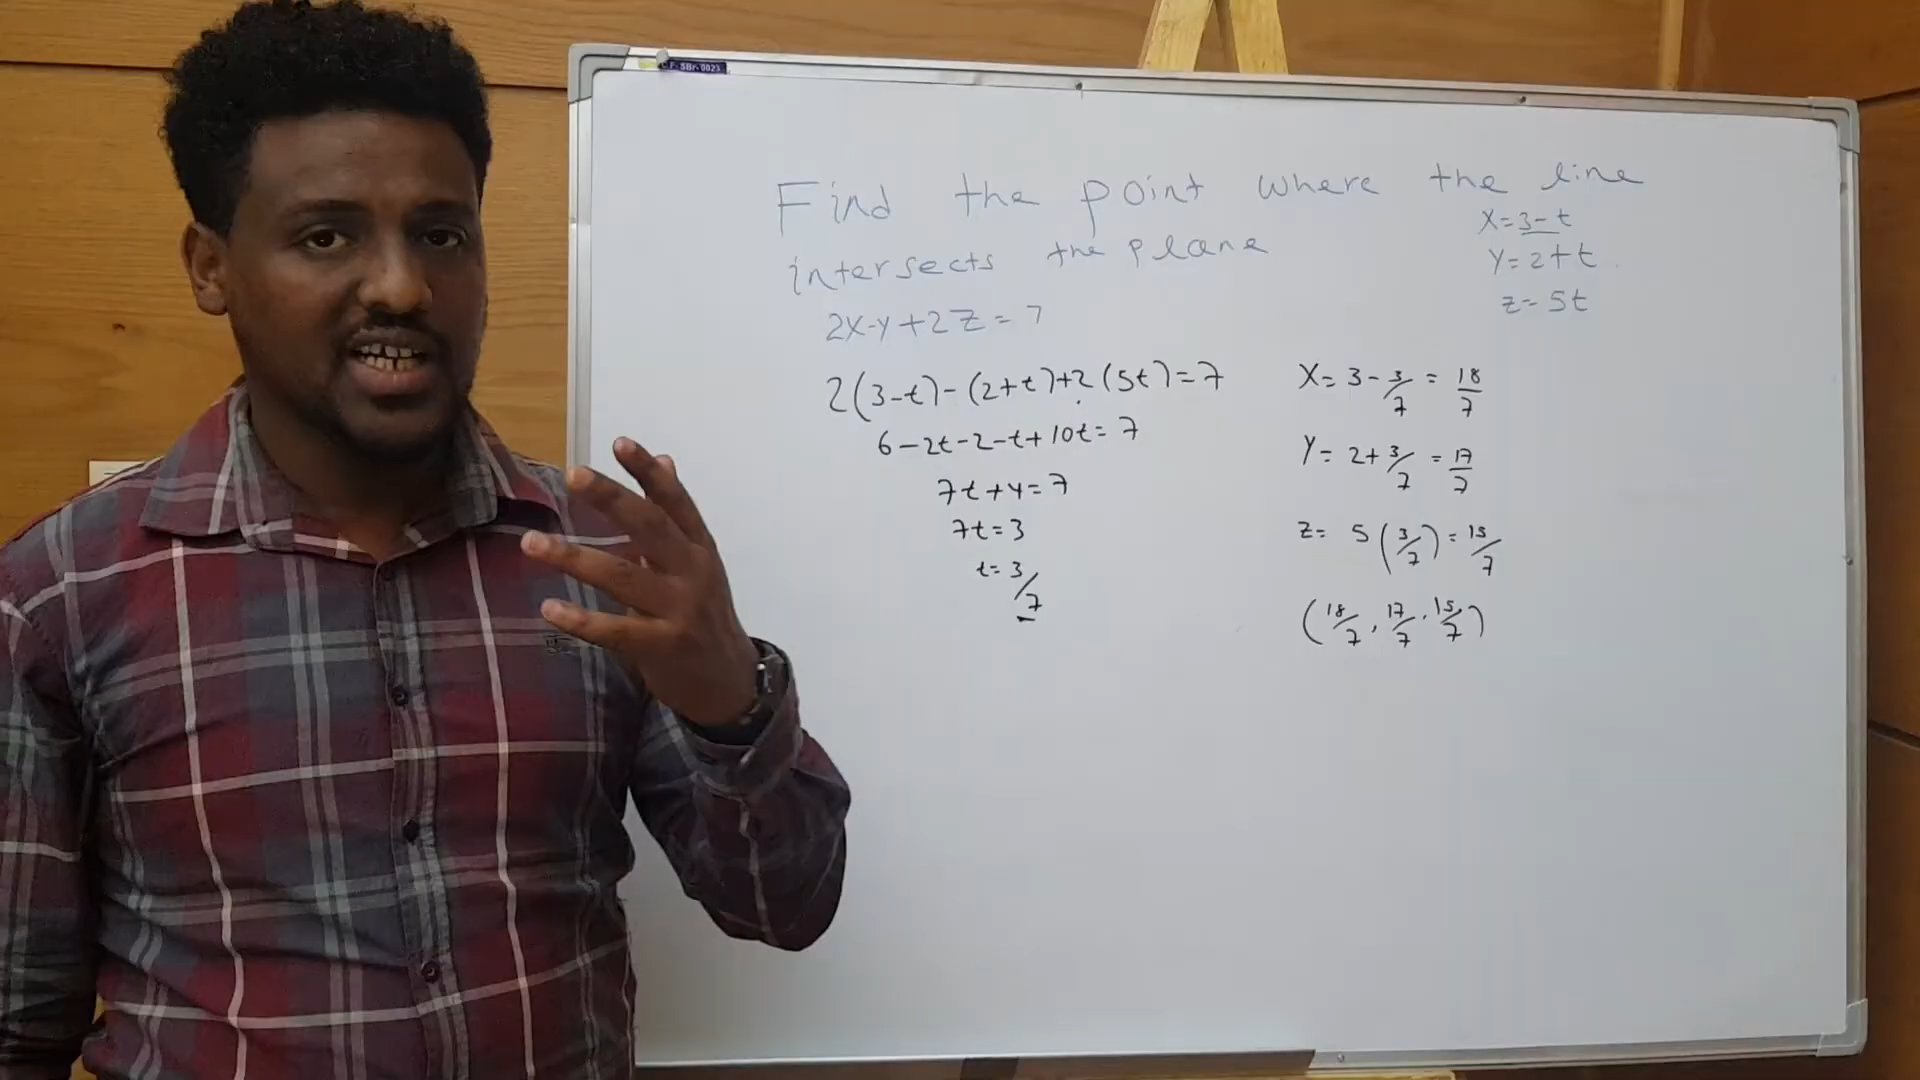 Find the point where the line
X=3-t
Y=2+t
z=5t
intersects the plane
2X-y+2Z=7
2(3-t)-(2+t)+2(5t)=7
6-2t-2-t+10t=7
7t+4=7
7t=3
t=3/7
X=3-3/7=18/7
Y=2+3/7=17/7
z=5(3/7)=15/7
(18/7,17/7,15/7)